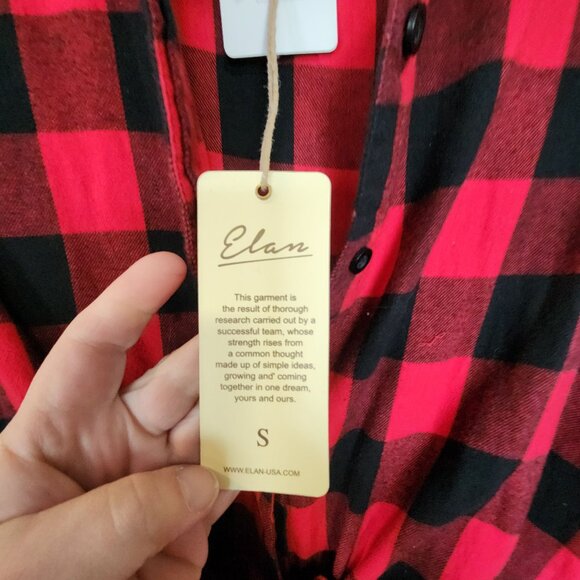 Elan
This garment is
the result of thorough
research carried out by a
successful team, whose
strength rises from
a common thought
made up of simple ideas,
growing and' coming
together in one dream,
yours and ours.
S
WWW.ELAN-USA.COM